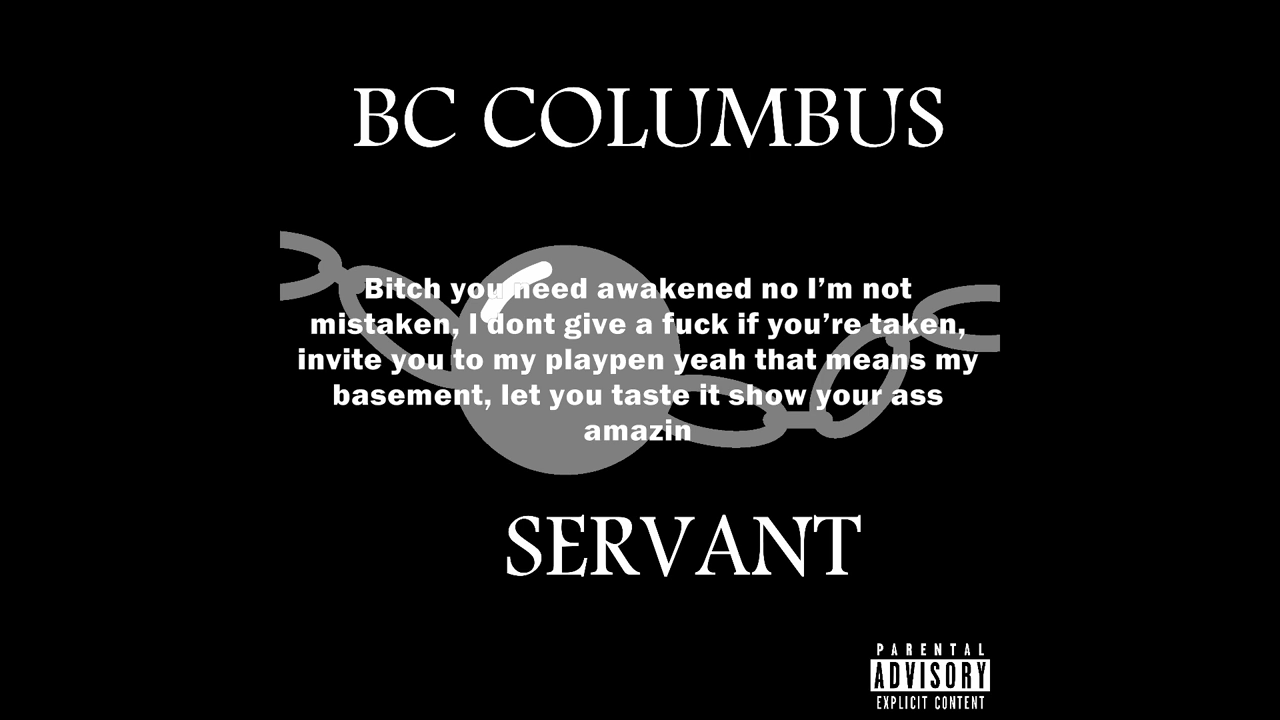 BC COLUMBUS
Bitch you need awakened no I’m not
mistaken, I dont give a fuck if you’re taken,
invite you to my playpen yeah that means my
basement, let you taste it show your ass
amazin
SERVANT
PARENTAL
ADVISORY
EXPLICIT CONTENT